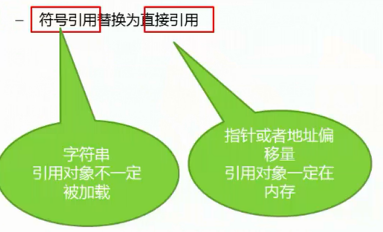 – 符号引用替换为直接引用
字符串
引用对象不一定
被加载
指针或者地址偏
移量
引用对象一定在
内存